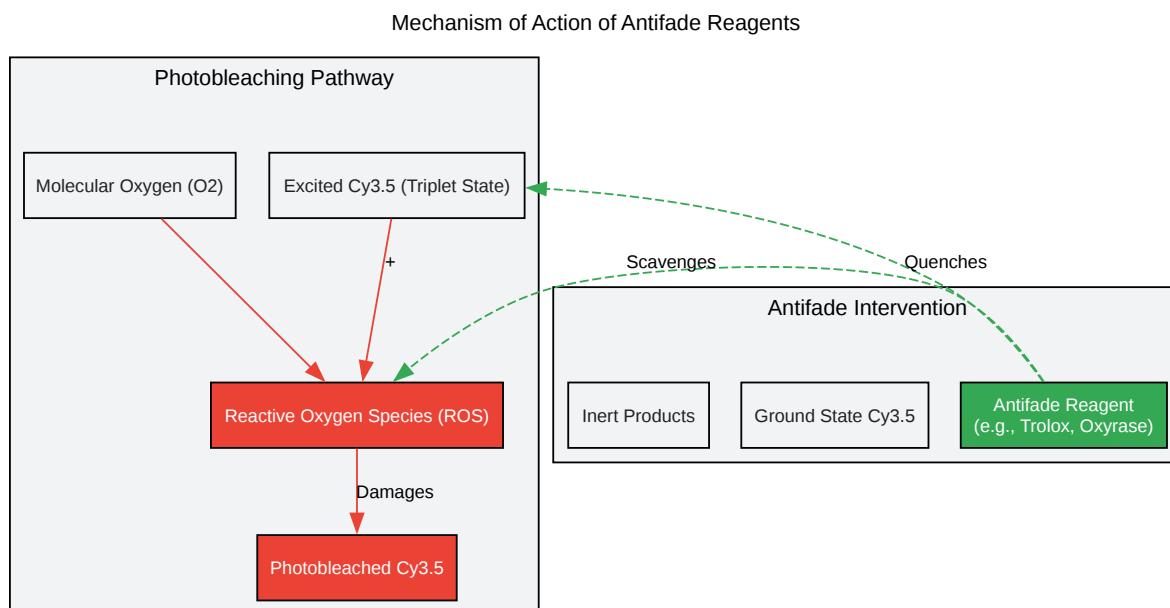 Mechanism of Action of Antifade Reagents
Photobleaching Pathway
Molecular Oxygen (O2)
Excited Cy3.5 (Triplet State)
+
Scavenges
Quenches
Antifade Intervention
Reactive Oxygen Species (ROS)
Inert Products
Ground State Cy3.5
Antifade Reagent
(e.g., Trolox, Oxyrase)
Damages
Photobleached Cy3.5